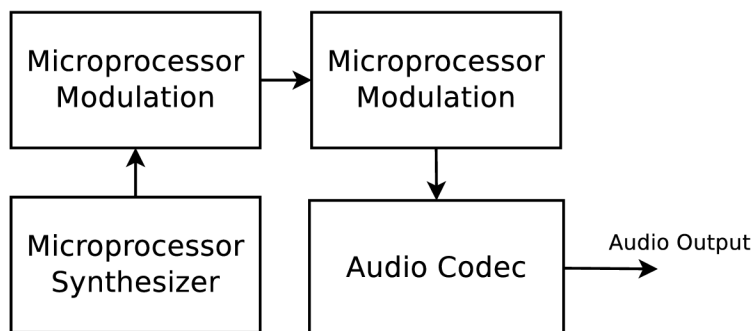 Microprocessor
Modulation
Microprocessor
Modulation
Microprocessor
Synthesizer
Audio Codec
Audio Output